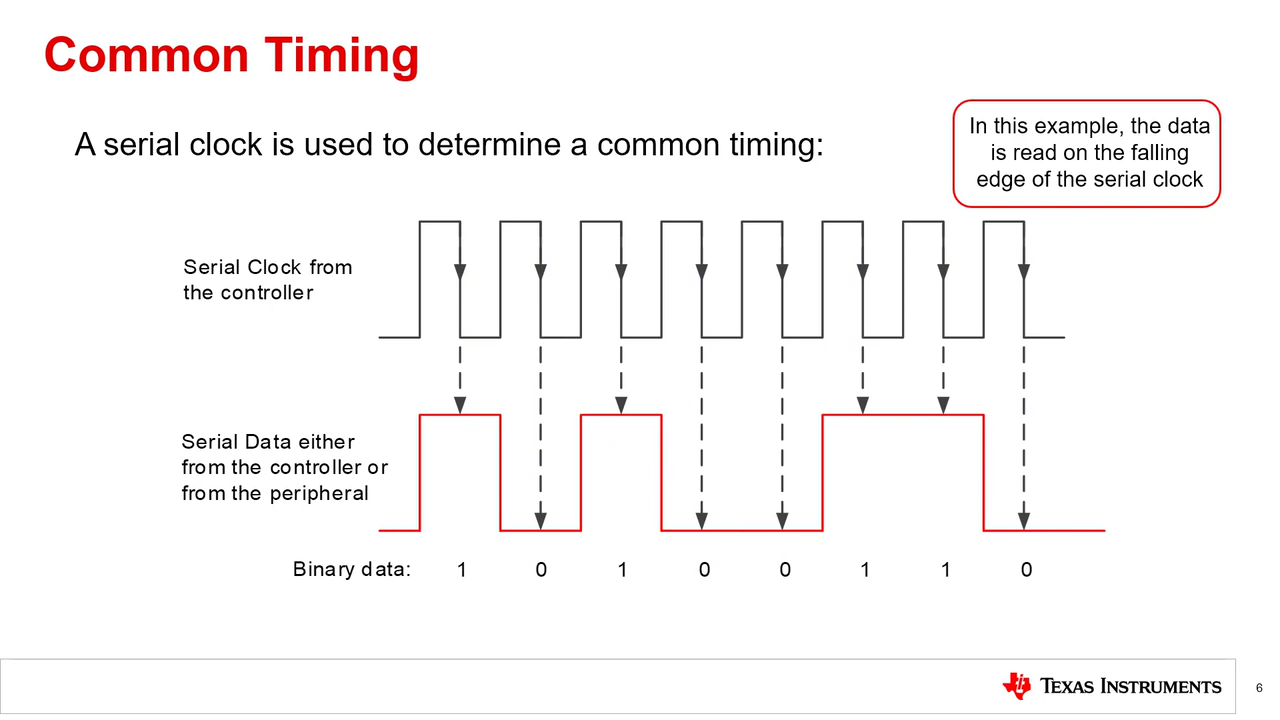 Common Timing
A serial clock is used to determine a common timing:
In this example, the data
is read on the falling
edge of the serial clock
Serial Clock from
the controller
Serial Data either
from the controller or
from the peripheral
Binary data: 1 0 1 0 0 1 1 0
TEXAS INSTRUMENTS
6